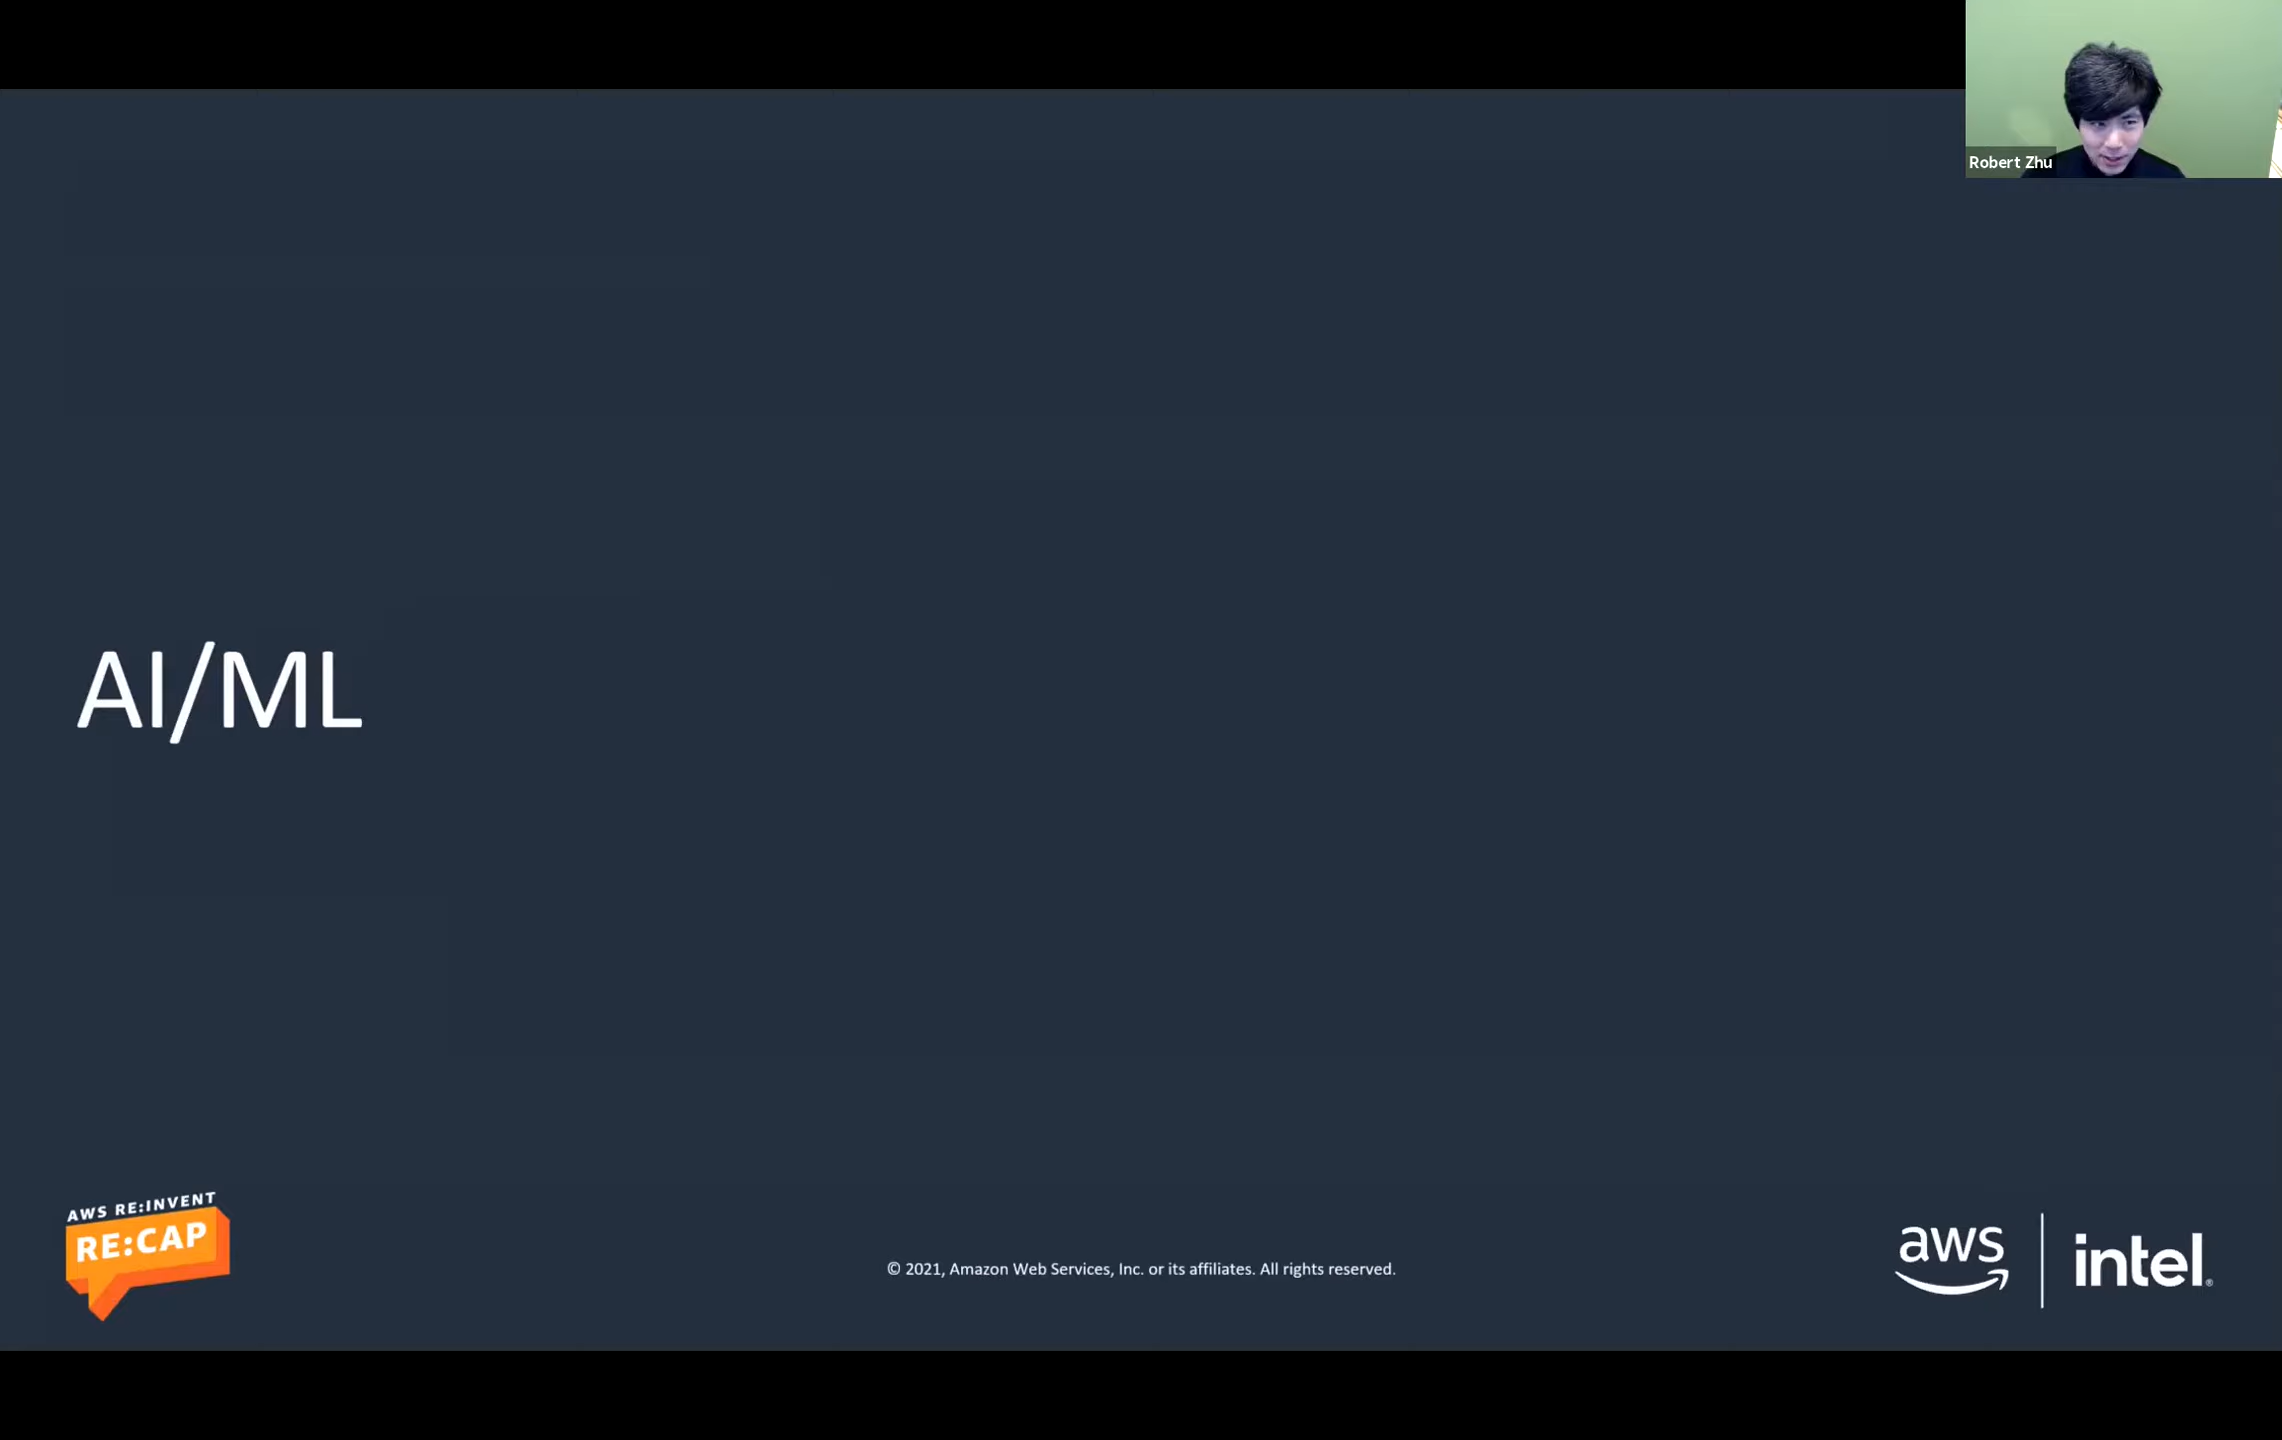 Robert Zhu
AI/ML
AWS RE:INVENT
RE:CAP
© 2021, Amazon Web Services, Inc. or its affiliates. All rights reserved.
aws
intel®